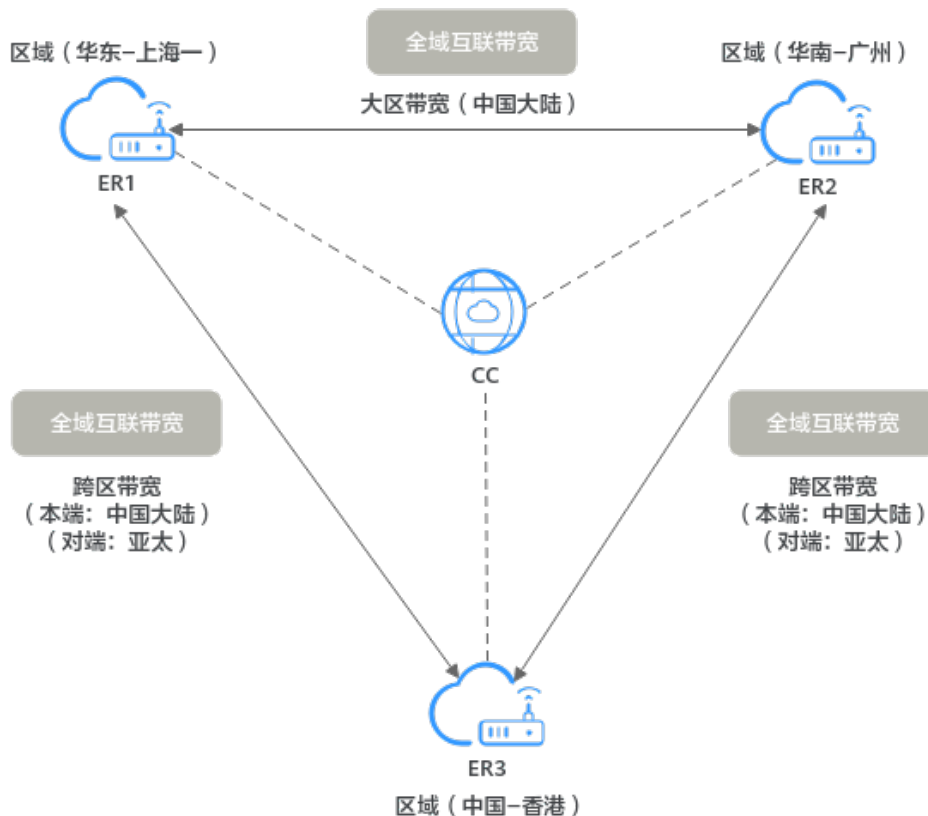 全域互联带宽
区域（华东-上海一）
区域（华南-广州）
大区带宽（中国大陆）
ER1
ER2
CC
全域互联带宽
全域互联带宽
跨区带宽
（本端：中国大陆）
（对端：亚太）
跨区带宽
（本端：中国大陆）
（对端：亚太）
ER3
区域（中国-香港）